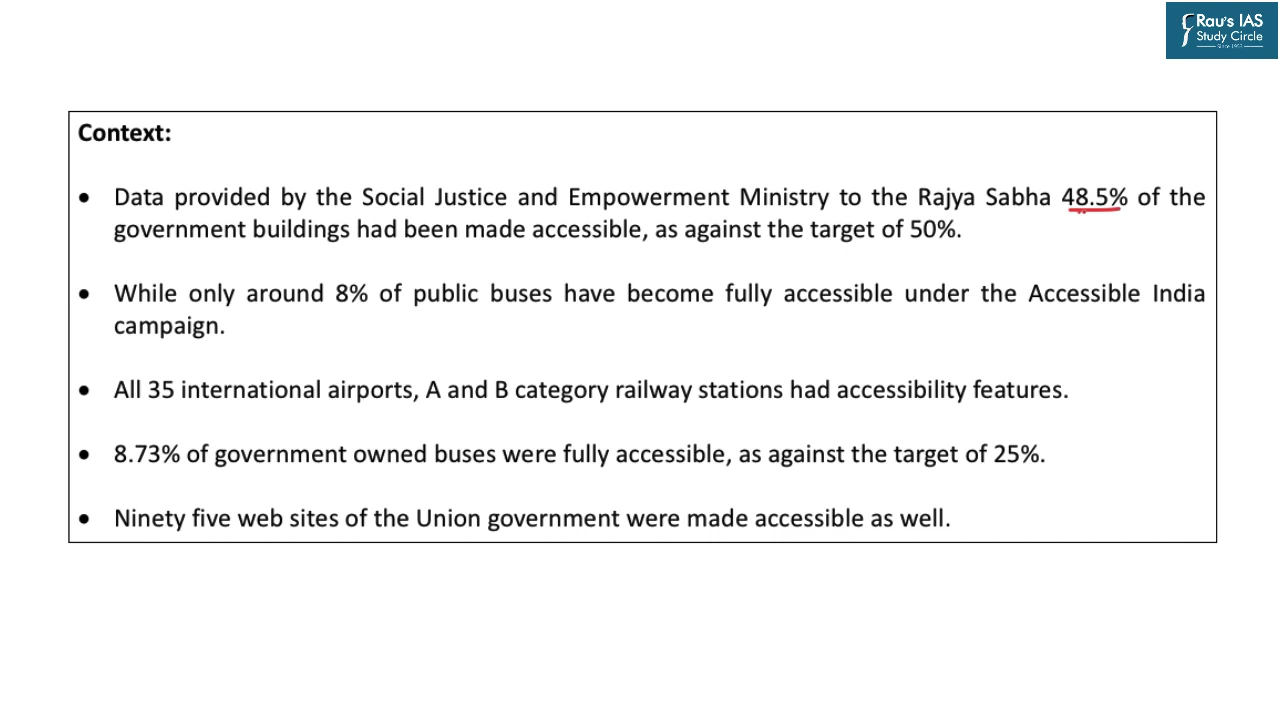 Rau's IAS
Study Circle
Since 1953
Context:
• Data provided by the Social Justice and Empowerment Ministry to the Rajya Sabha 48.5% of the
government buildings had been made accessible, as against the target of 50%.
• While only around 8% of public buses have become fully accessible under the Accessible India
campaign.
• All 35 international airports, A and B category railway stations had accessibility features.
• 8.73% of government owned buses were fully accessible, as against the target of 25%.
• Ninety five web sites of the Union government were made accessible as well.